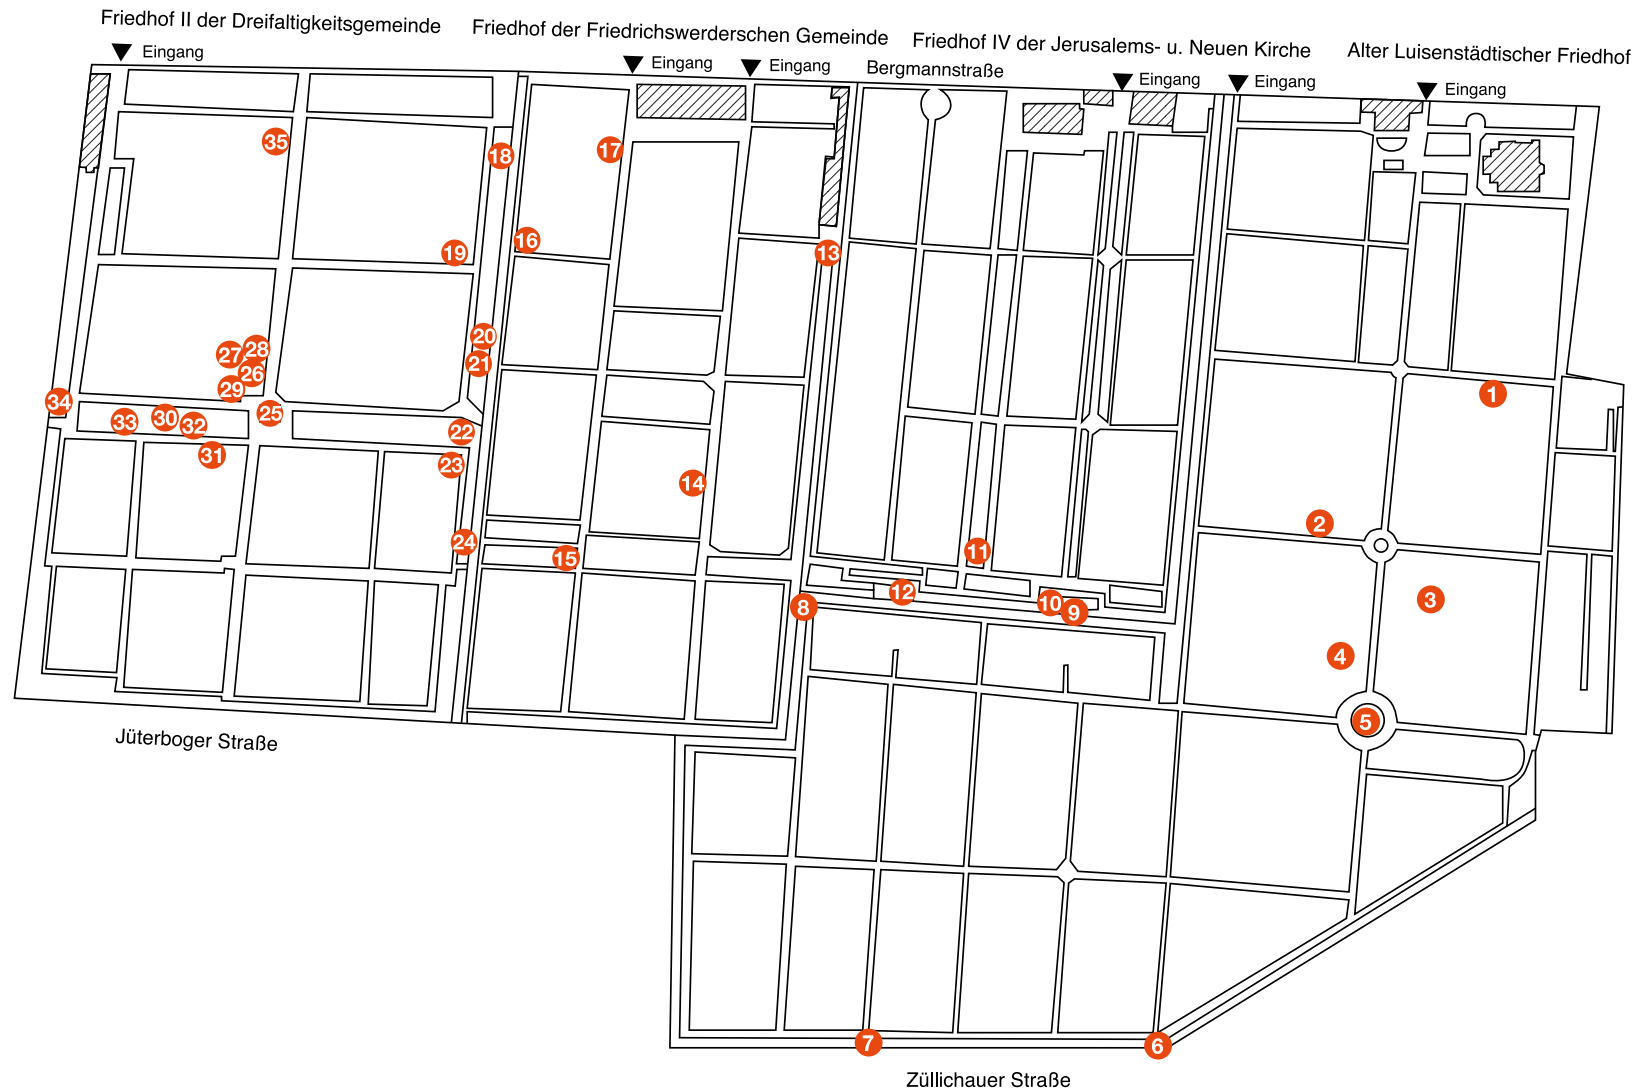 Friedhof II der Dreifaltigkeitsgemeinde
Friedhof der Friedrichswerderschen Gemeinde
Friedhof IV der Jerusalems- u. Neuen Kirche
Alter Luisenstädtischer Friedhof
Eingang
Eingang
Eingang
Bergmannstraße
Eingang
Eingang
Eingang
35
18
17
16
19
13
20
27
28
21
26
29
1
34
25
33
30
32
22
31
23
14
2
24
15
11
12
10
9
8
3
4
5
Jüterboger Straße
7
6
Züllichauer Straße